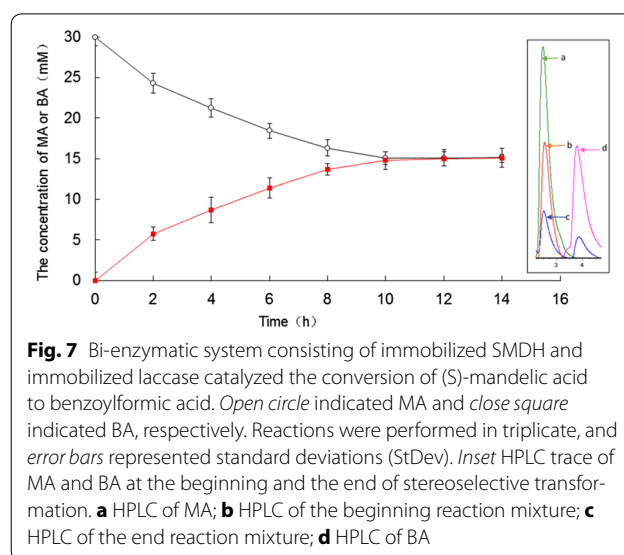 30
25
20
15
10
5
0
The concentration of MA or BA (mM)
0 2 4 6 8 10 12 14 16
Time (h)
a
b
d
c
3 4
Fig. 7 Bi-enzymatic system consisting of immobilized SMDH and
immobilized laccase catalyzed the conversion of (S)-mandelic acid
to benzoylformic acid. Open circle indicated MA and close square
indicated BA, respectively. Reactions were performed in triplicate, and
error bars represented standard deviations (StDev). Inset HPLC trace of
MA and BA at the beginning and the end of stereoselective transfor-
mation. a HPLC of MA; b HPLC of the beginning reaction mixture; c
HPLC of the end reaction mixture; d HPLC of BA